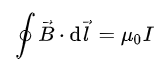 ∮ B⃗ · dl⃗ = μ₀I